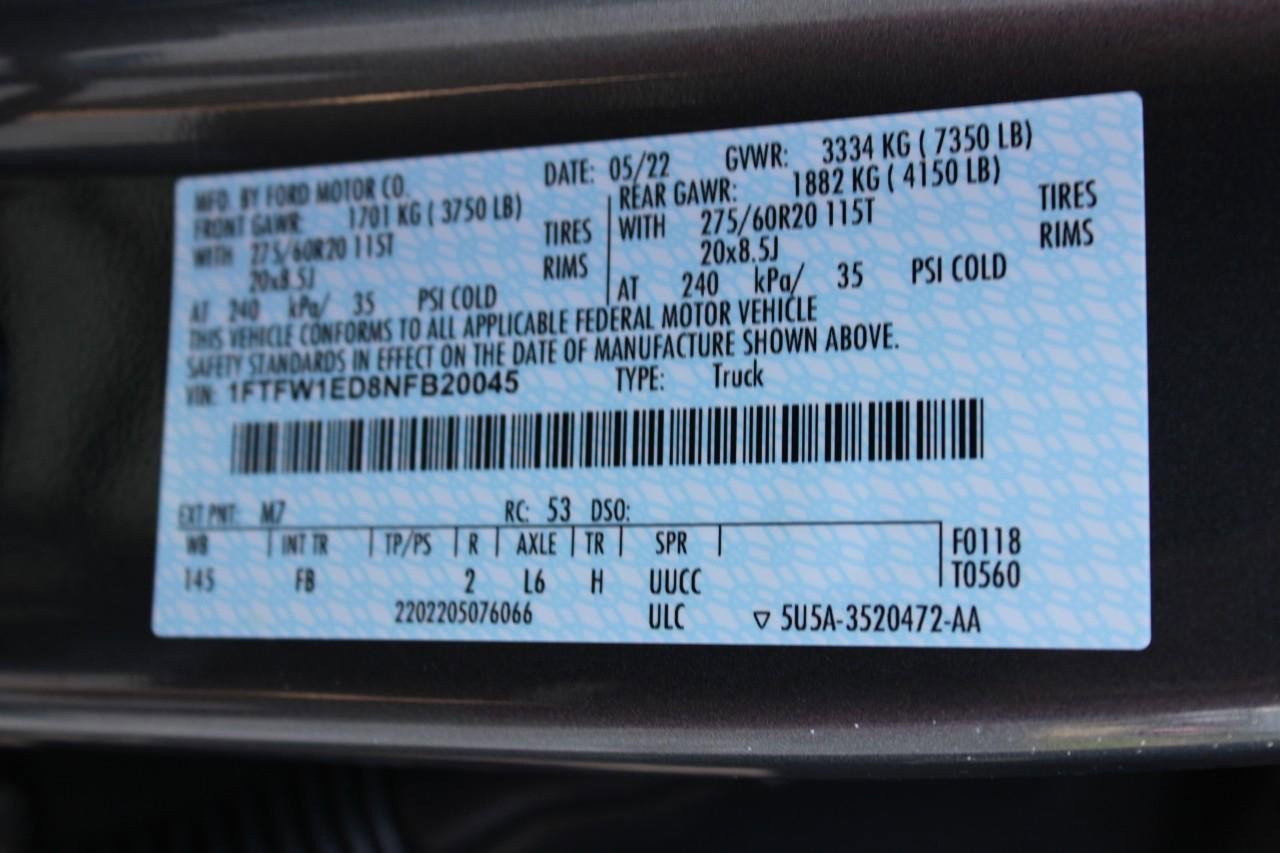 MFD. BY FORD MOTOR CO. DATE: 05/22 GVWR: 3334 KG ( 7350 LB)
FRONT GAWR: 1701 KG ( 3750 LB) REAR GAWR: 1882 KG ( 4150 LB)
WITH 275/60R20 115T TIRES WITH 275/60R20 115T TIRES
20x8.5J RIMS 20x8.5J RIMS
AT 240 kPa/ 35 PSI COLD AT 240 kPa/ 35 PSI COLD
THIS VEHICLE CONFORMS TO ALL APPLICABLE FEDERAL MOTOR VEHICLE
SAFETY STANDARDS IN EFFECT ON THE DATE OF MANUFACTURE SHOWN ABOVE.
VIN: 1FTFW1ED8NFB20045 TYPE: Truck
EXT PNT: M7 RC: 53 DSO:
WB INT TR TP/PS R AXLE TR SPR F0118
145 FB 2 L6 H UUCC T0560
2202205076066 ULC ▽ 5U5A-3520472-AA